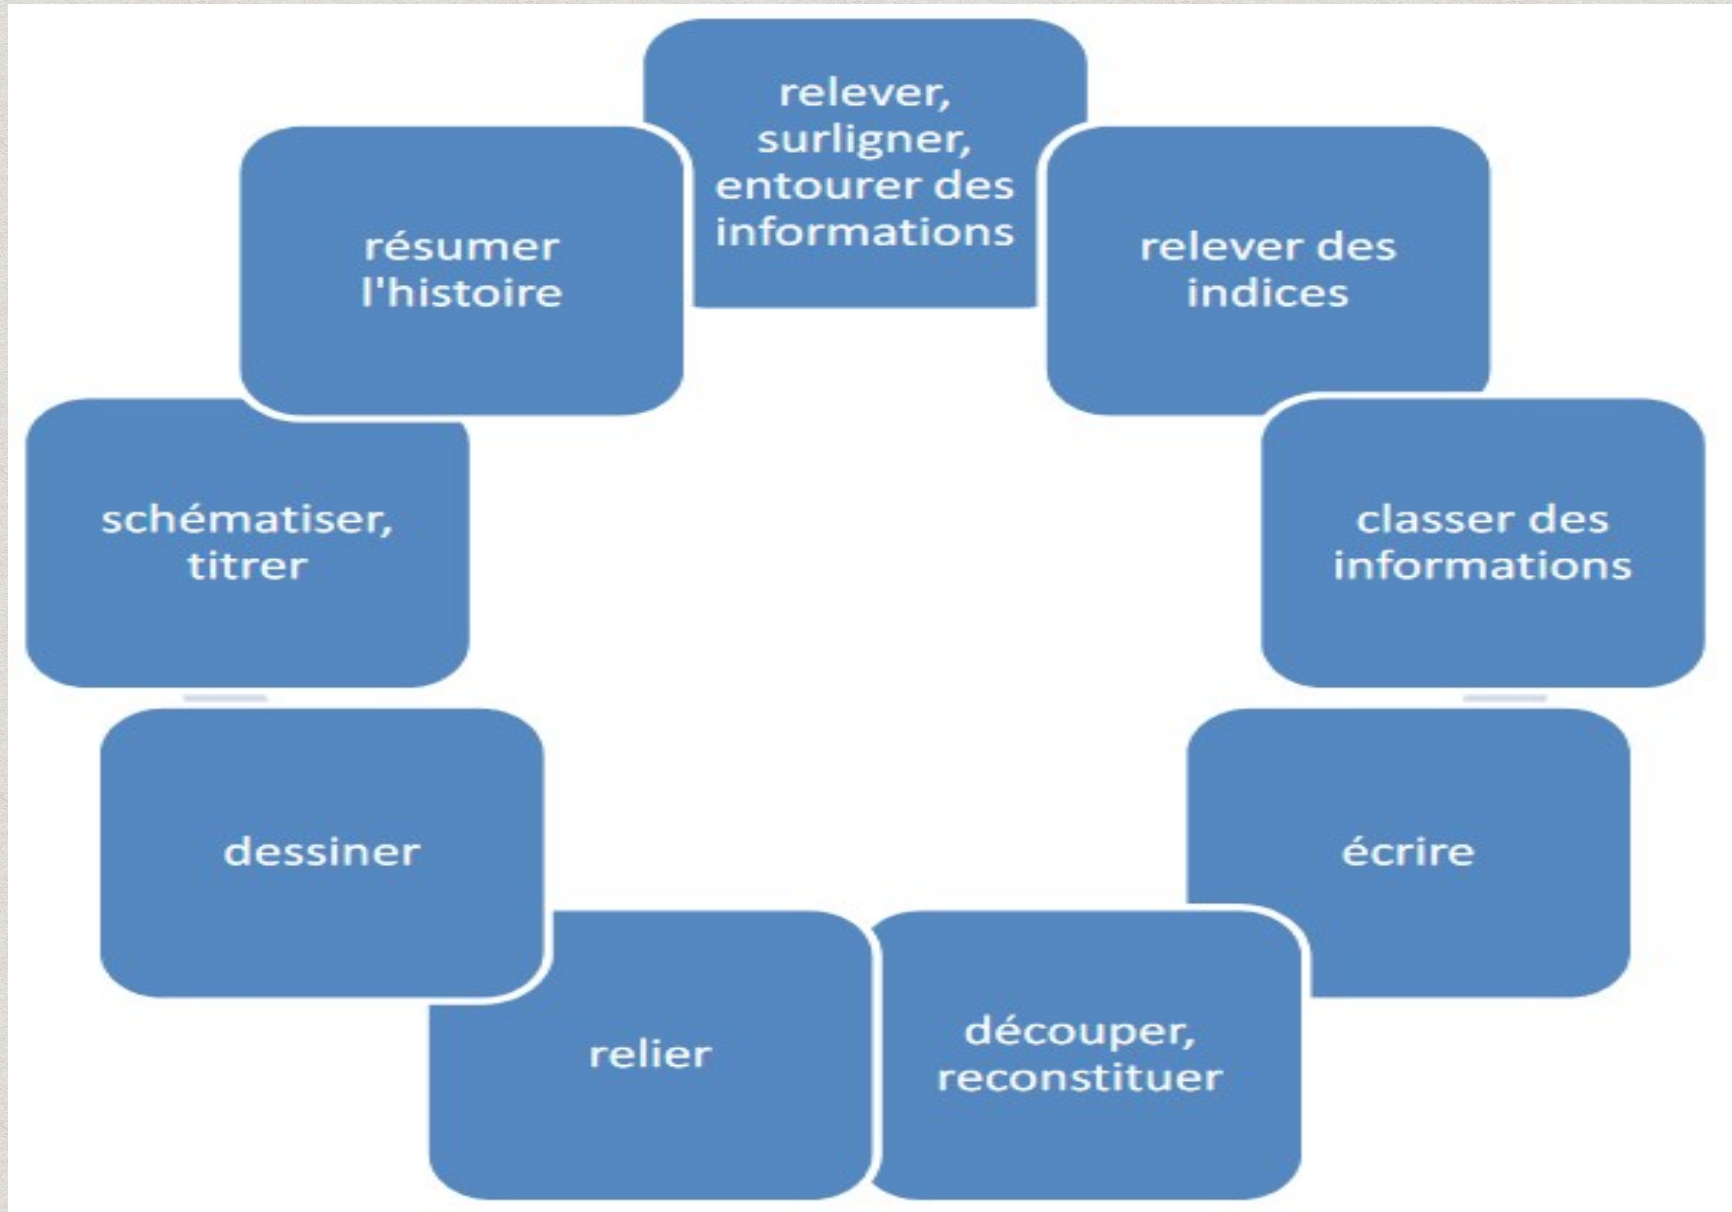 relever,
surligner,
entourer des
informations
relever des
indices
classer des
informations
écrire
découper,
reconstituer
relier
dessiner
schématiser,
titrer
résumer
l'histoire